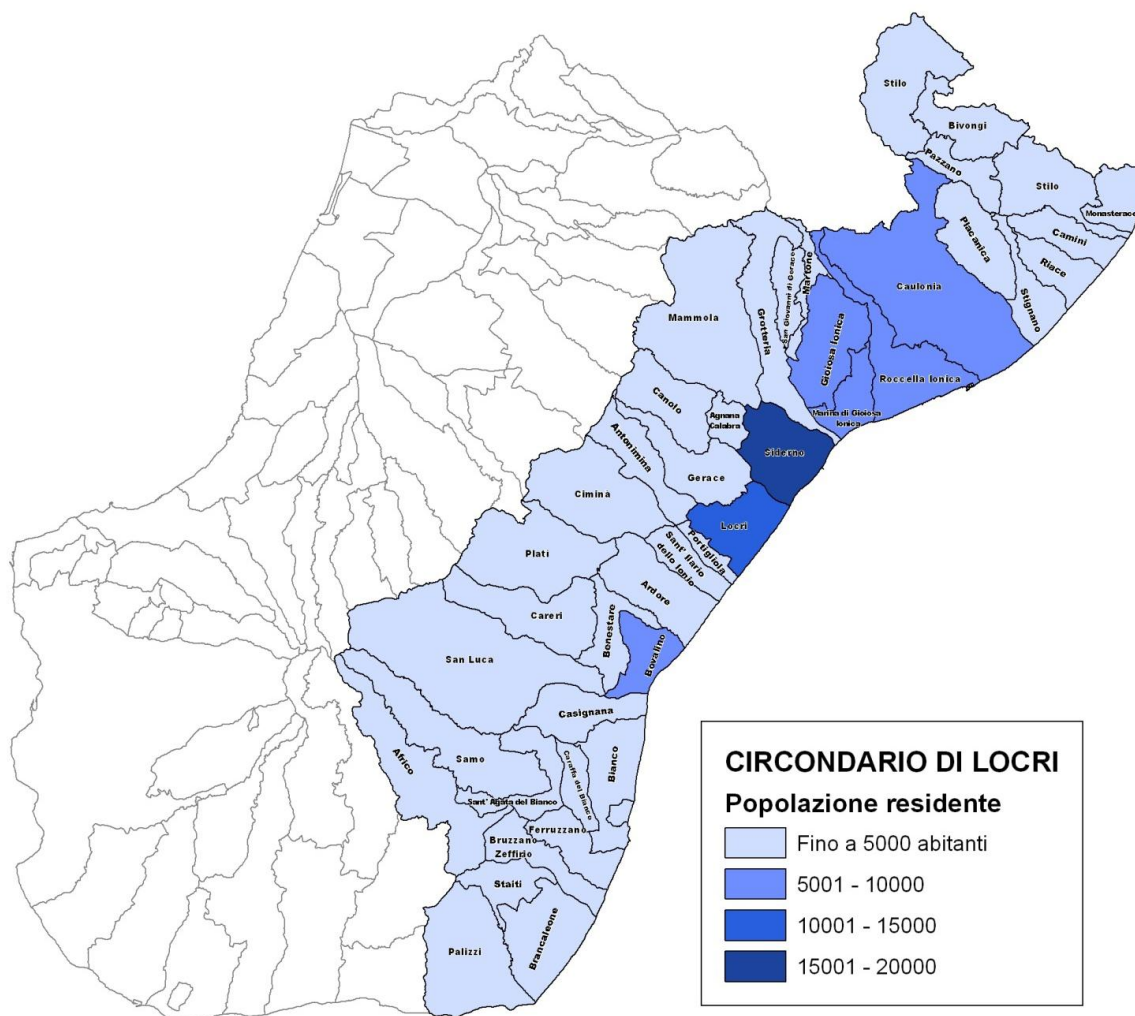 Stilo
Bivongi
Pazzano
Stilo
Monasterace
Placanica
Camini
Riace
Stignano
Caulonia
San Giovanni di Gerace
Martone
Grotteria
Mammola
Gioiosa Ionica
Roccella Ionica
Marina di Gioiosa
Ionica
Canolo
Agnana
Calabra
Antonimina
Siderno
Gerace
Ciminà
Locri
Portigliola
Sant' Ilario
dello Ionio
Platì
Ardore
Careri
Benestare
Bovalino
San Luca
Casignana
Africo
Samo
Caraffa del Bianco
Bianco
Sant' Agata del Bianco
Ferruzzano
Bruzzano
Zeffirio
Staiti
Brancaleone
Palizzi
CIRCONDARIO DI LOCRI
Popolazione residente
Fino a 5000 abitanti
5001 - 10000
10001 - 15000
15001 - 20000